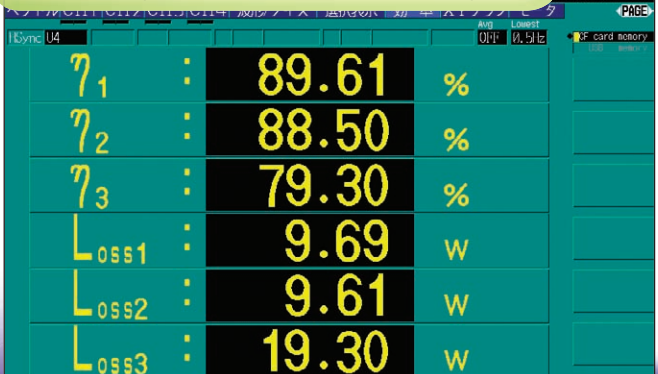 PAGE
Avg Lowest
HSync U4 OFF 0.5Hz CF card memory
USB memory
η1 : 89.61 %
η2 : 88.50 %
η3 : 79.30 %
Loss1 : 9.69 W
Loss2 : 9.61 W
Loss3 : 19.30 W